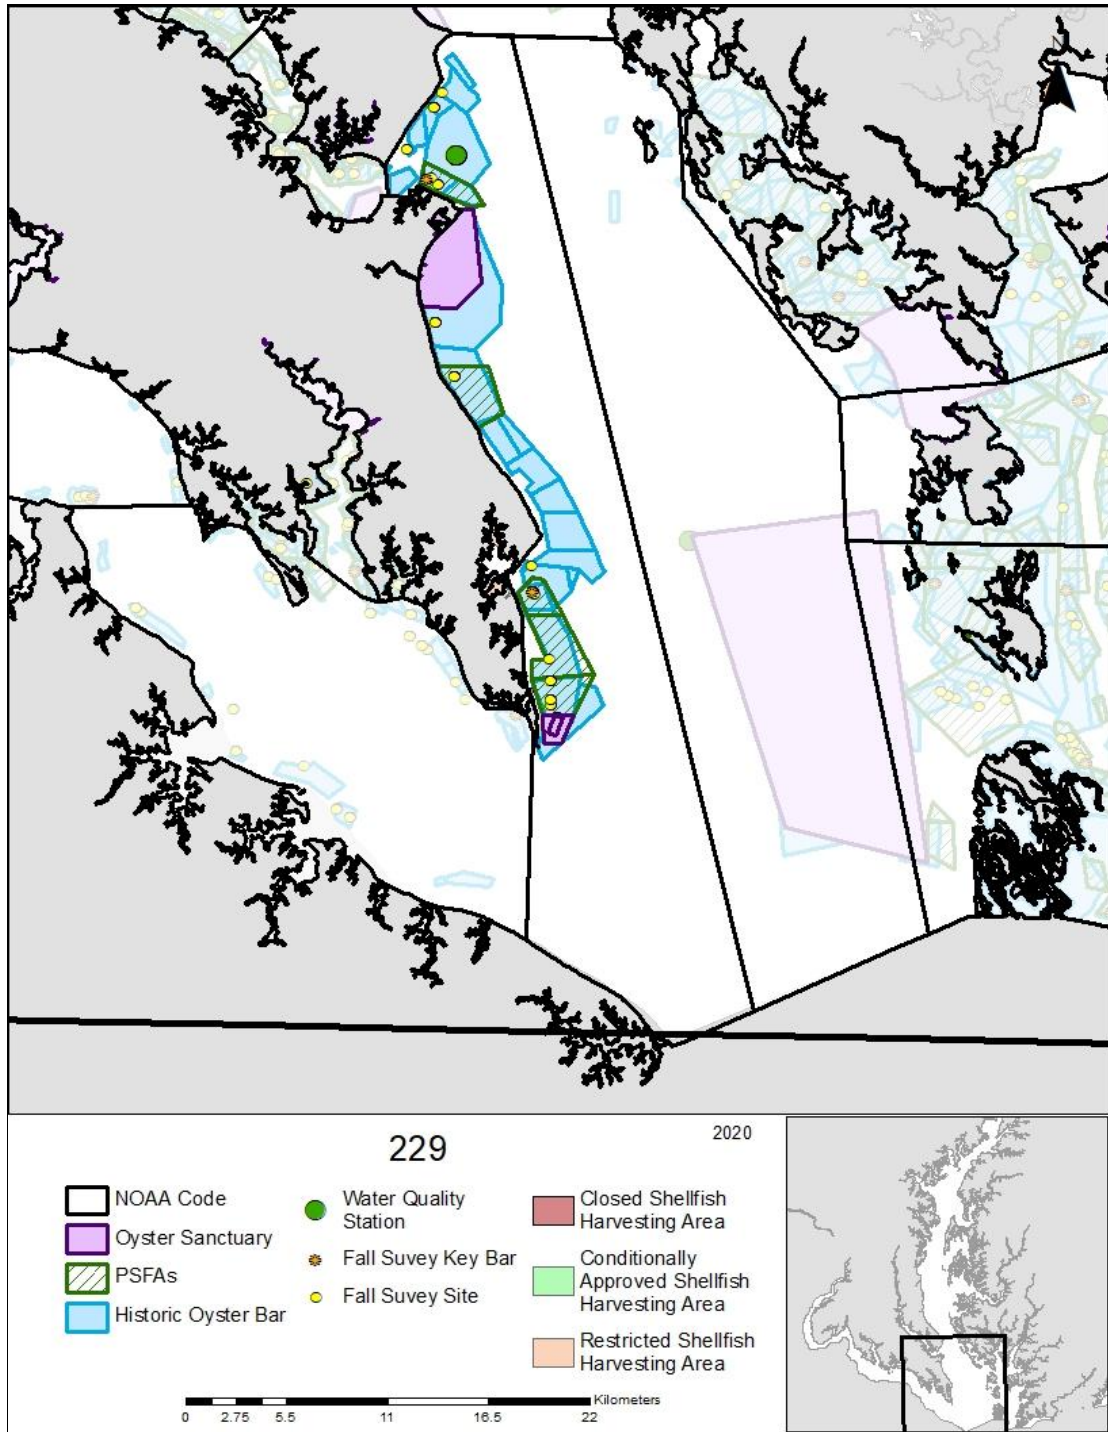 N
229
2020
NOAA Code
Oyster Sanctuary
PSFAs
Historic Oyster Bar
Water Quality
Station
Fall Suvey Key Bar
Fall Suvey Site
Closed Shellfish
Harvesting Area
Conditionally
Approved Shellfish
Harvesting Area
Restricted Shellfish
Harvesting Area
Kilometers
0 2.75 5.5 11 16.5 22